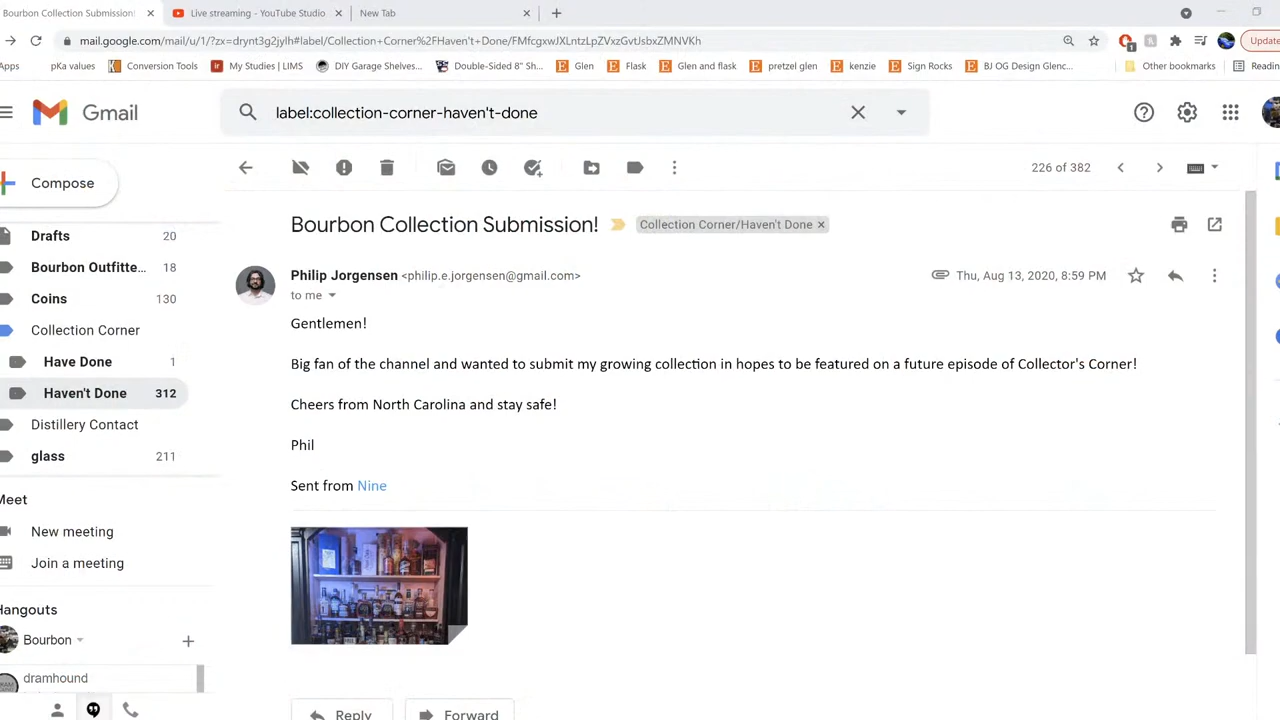 Bourbon Collection Submission!
Live streaming - YouTube Studio
New Tab
mail.google.com/mail/u/1/?zx=drynt3g2jylh#label/Collection+Corner%2FHaven't+Done/FMfcgxwJXLntzLpZVxzGvtJsbxZMNVKh
Update
Apps
pKa values
Conversion Tools
My Studies | LIMS
DIY Garage Shelves...
Double-Sided 8" Sh...
Glen
Flask
Glen and flask
pretzel glen
kenzie
Sign Rocks
BJ OG Design Glenc...
Other bookmarks
Readin
Gmail
label:collection-corner-haven't-done
Compose
226 of 382
Drafts 20
Bourbon Outfitte... 18
Coins 130
Collection Corner
Have Done 1
Haven't Done 312
Distillery Contact
glass 211
Meet
New meeting
Join a meeting
Hangouts
Bourbon
dramhound
Bourbon Collection Submission!
Collection Corner/Haven't Done
Philip Jorgensen <philip.e.jorgensen@gmail.com>
Thu, Aug 13, 2020, 8:59 PM
to me
Gentlemen!
Big fan of the channel and wanted to submit my growing collection in hopes to be featured on a future episode of Collector's Corner!
Cheers from North Carolina and stay safe!
Phil
Sent from Nine
Reply
Forward